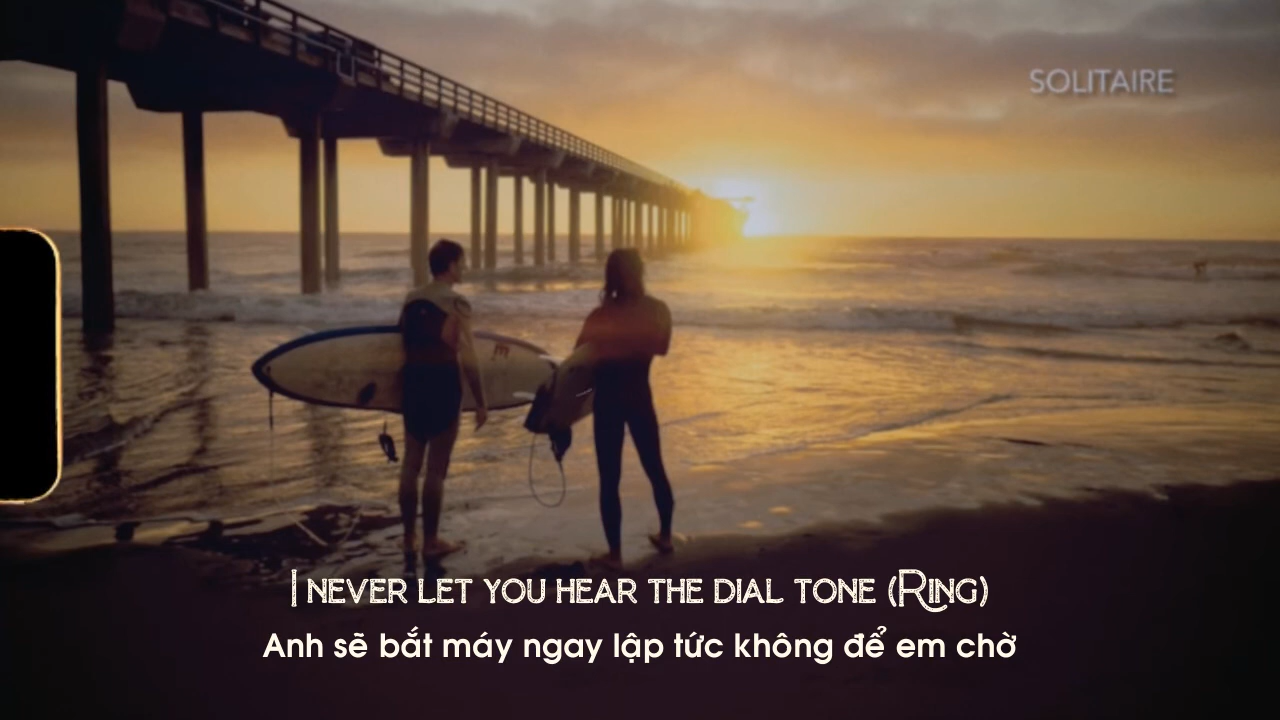 SOLITAIRE
I never let you hear the dial tone (Ring)
Anh sẽ bắt máy ngay lập tức không để em chờ